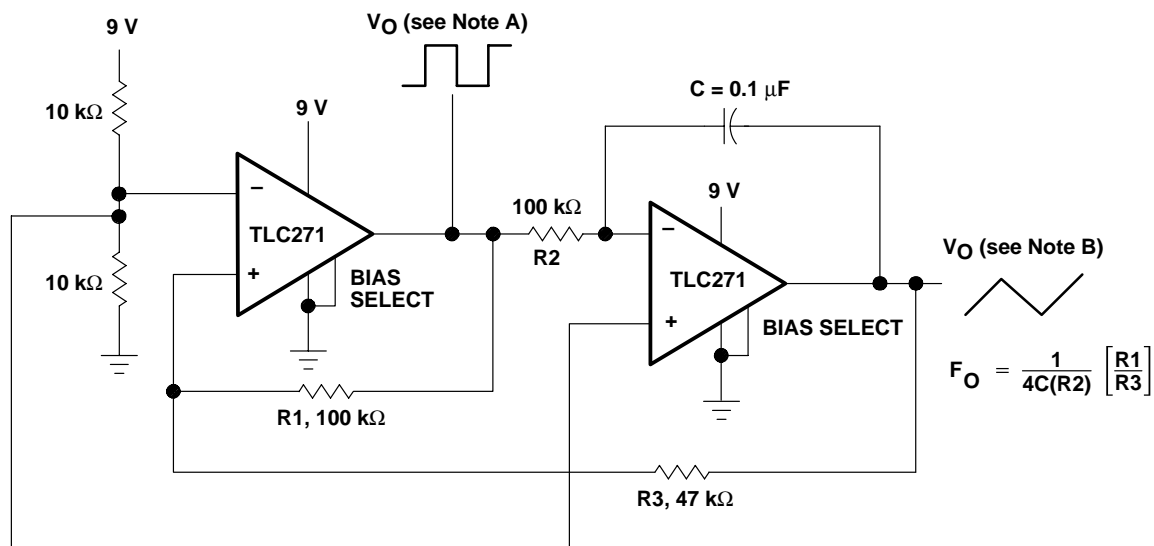 9 V
V_O (see Note A)
C = 0.1 μF
10 kΩ
9 V
9 V
100 kΩ
−
−
TLC271
R2
TLC271
V_O (see Note B)
10 kΩ
+
BIAS
SELECT
+
BIAS SELECT
F_O = 1/4C(R2) [R1/R3]
R1, 100 kΩ
R3, 47 kΩ